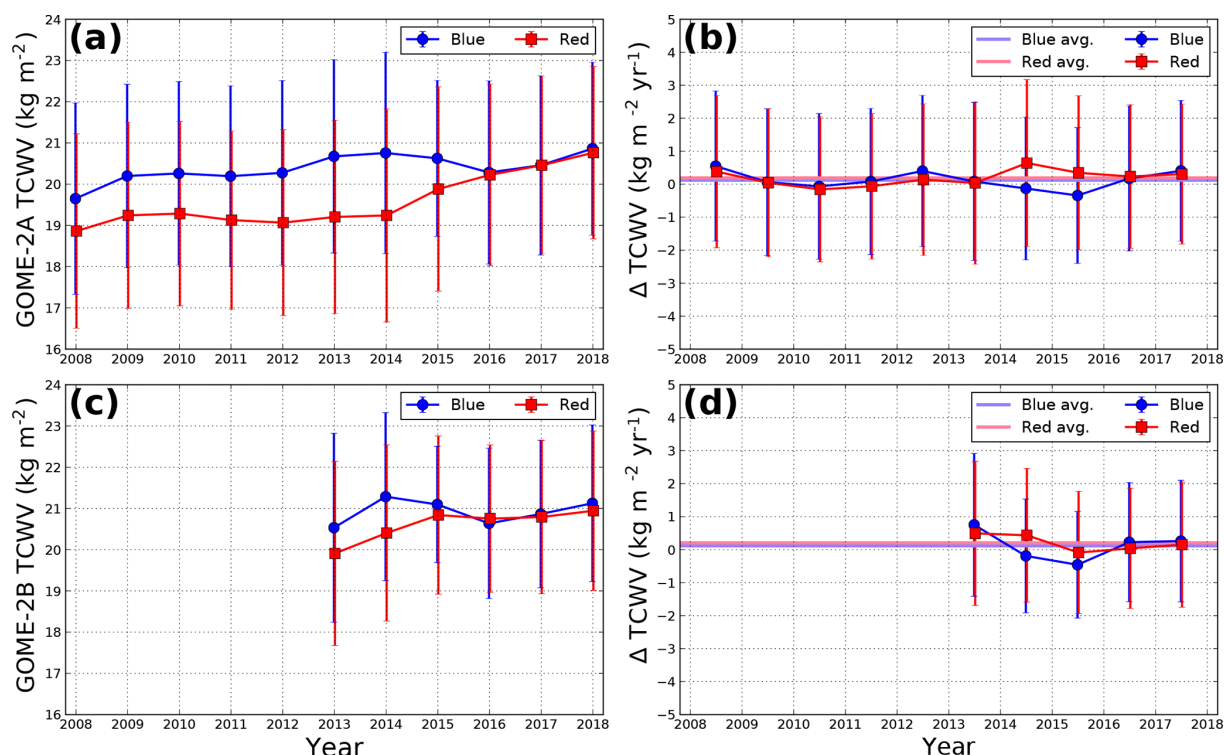 (a)
Blue Red
GOME-2A TCWV (kg m⁻²)
24
23
22
21
20
19
18
17
16
2008 2009 2010 2011 2012 2013 2014 2015 2016 2017 2018
(b)
Blue avg. Blue
Red avg. Red
Δ TCWV (kg m ⁻² yr⁻¹)
5
4
3
2
1
0
−1
−2
−3
−4
−5
2008 2009 2010 2011 2012 2013 2014 2015 2016 2017 2018
(c)
Blue Red
GOME-2B TCWV (kg m⁻²)
24
23
22
21
20
19
18
17
16
2008 2009 2010 2011 2012 2013 2014 2015 2016 2017 2018
Year
(d)
Blue avg. Blue
Red avg. Red
Δ TCWV (kg m ⁻² yr⁻¹)
5
4
3
2
1
0
−1
−2
−3
−4
−5
2008 2009 2010 2011 2012 2013 2014 2015 2016 2017 2018
Year